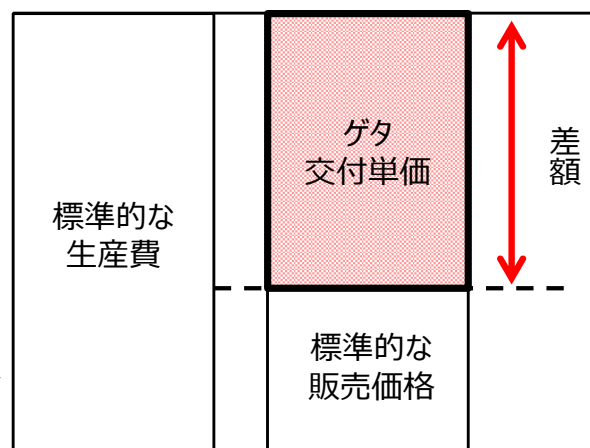 標準的な
生産費
ゲタ
交付単価
差額
標準的な
販売価格